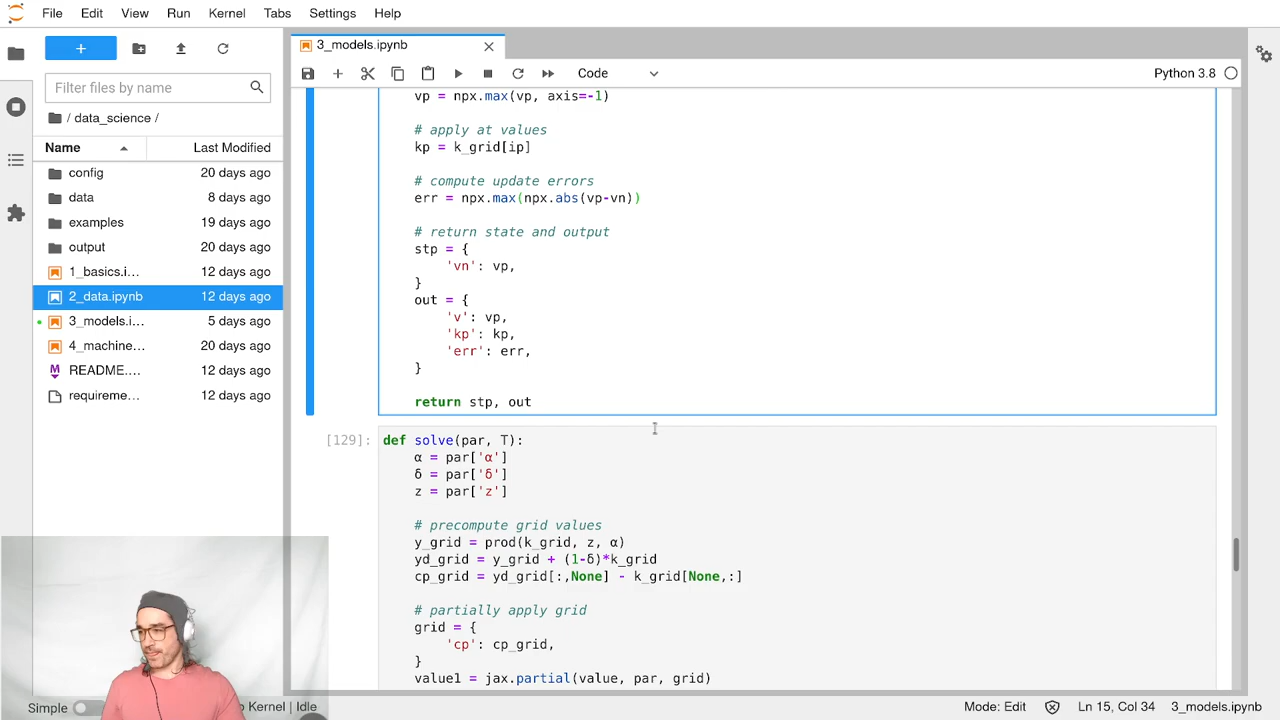 File Edit View Run Kernel Tabs Settings Help
3_models.ipynb
Filter files by name
/ data_science /
Name Last Modified
config 20 days ago
data 8 days ago
examples 19 days ago
output 20 days ago
1_basics.i… 12 days ago
2_data.ipynb 12 days ago
3_models.i… 5 days ago
4_machine… 20 days ago
README.… 12 days ago
requireme… 12 days ago
Code
Python 3.8
vp = npx.max(vp, axis=-1)
# apply at values
kp = k_grid[ip]
# compute update errors
err = npx.max(npx.abs(vp-vn))
# return state and output
stp = {
'vn': vp,
}
out = {
'v': vp,
'kp': kp,
'err': err,
}
return stp, out
[129]:
def solve(par, T):
α = par['α']
δ = par['δ']
z = par['z']
# precompute grid values
y_grid = prod(k_grid, z, α)
yd_grid = y_grid + (1-δ)*k_grid
cp_grid = yd_grid[:,None] - k_grid[None,:]
# partially apply grid
grid = {
'cp': cp_grid,
}
value1 = jax.partial(value, par, grid)
Simple
Kernel | Idle
Mode: Edit
Ln 15, Col 34
3_models.ipynb